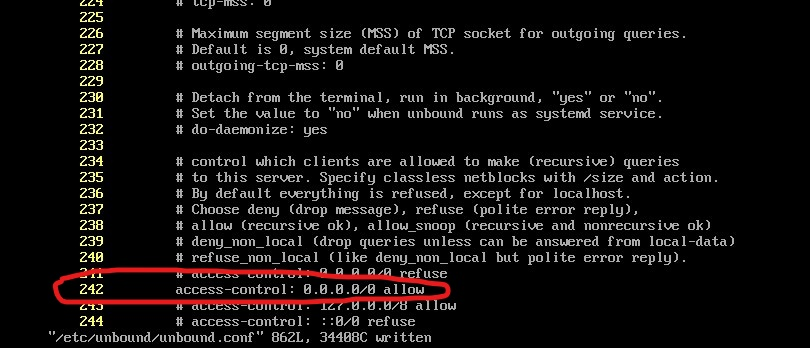 224 # tcp-mss: 0
225
226 # Maximum segment size (MSS) of TCP socket for outgoing queries.
227 # Default is 0, system default MSS.
228 # outgoing-tcp-mss: 0
229
230 # Detach from the terminal, run in background, "yes" or "no".
231 # Set the value to "no" when unbound runs as systemd service.
232 # do-daemonize: yes
233
234 # control which clients are allowed to make (recursive) queries
235 # to this server. Specify classless netblocks with /size and action.
236 # By default everything is refused, except for localhost.
237 # Choose deny (drop message), refuse (polite error reply),
238 # allow (recursive ok), allow_snoop (recursive and nonrecursive ok)
239 # deny_non_local (drop queries unless can be answered from local-data)
240 # refuse_non_local (like deny_non_local but polite error reply).
241 # access-control: 0.0.0.0/0 refuse
242 access-control: 0.0.0.0/0 allow
243 # access-control: 127.0.0.0/8 allow
244 # access-control: ::0/0 refuse
"/etc/unbound/unbound.conf" 862L, 34408C written